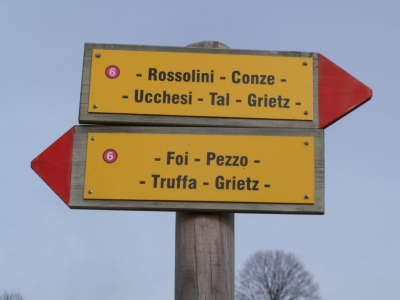 6
- Rossolini - Conze -
- Ucchesi - Tal - Grietz -
6
- Foi - Pezzo -
- Truffa - Grietz -